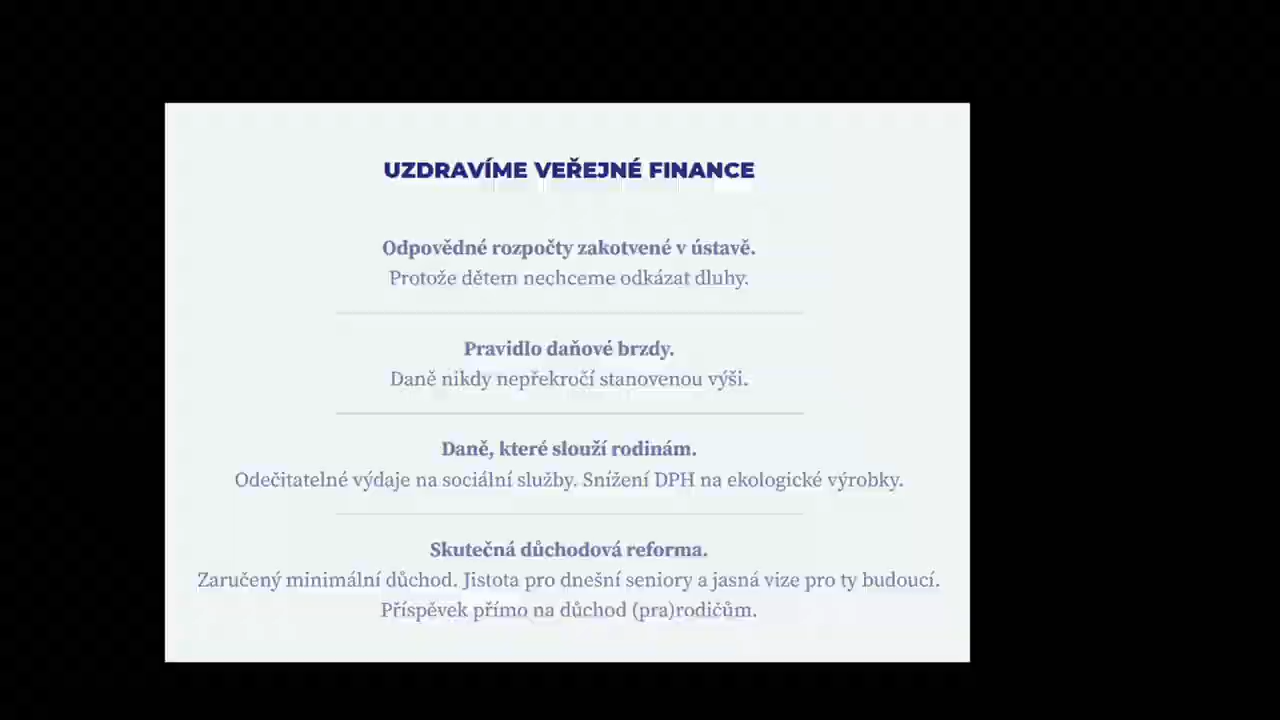 UZDRAVÍME VEŘEJNÉ FINANCE
Odpovědné rozpočty zakotvené v ústavě.
Protože dětem nechceme odkázat dluhy.
Pravidlo daňové brzdy.
Daně nikdy nepřekročí stanovenou výši.
Daně, které slouží rodinám.
Odečitatelné výdaje na sociální služby. Snížení DPH na ekologické výrobky.
Skutečná důchodová reforma.
Zaručený minimální důchod. Jistota pro dnešní seniory a jasná vize pro ty budoucí.
Příspěvek přímo na důchod (pra)rodičům.